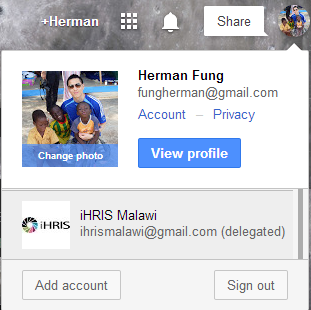 +Herman
Share
Herman Fung
fungherman@gmail.com
Account – Privacy
Change photo
View profile
iHRIS
iHRIS Malawi
ihrismalawi@gmail.com (delegated)
Add account
Sign out